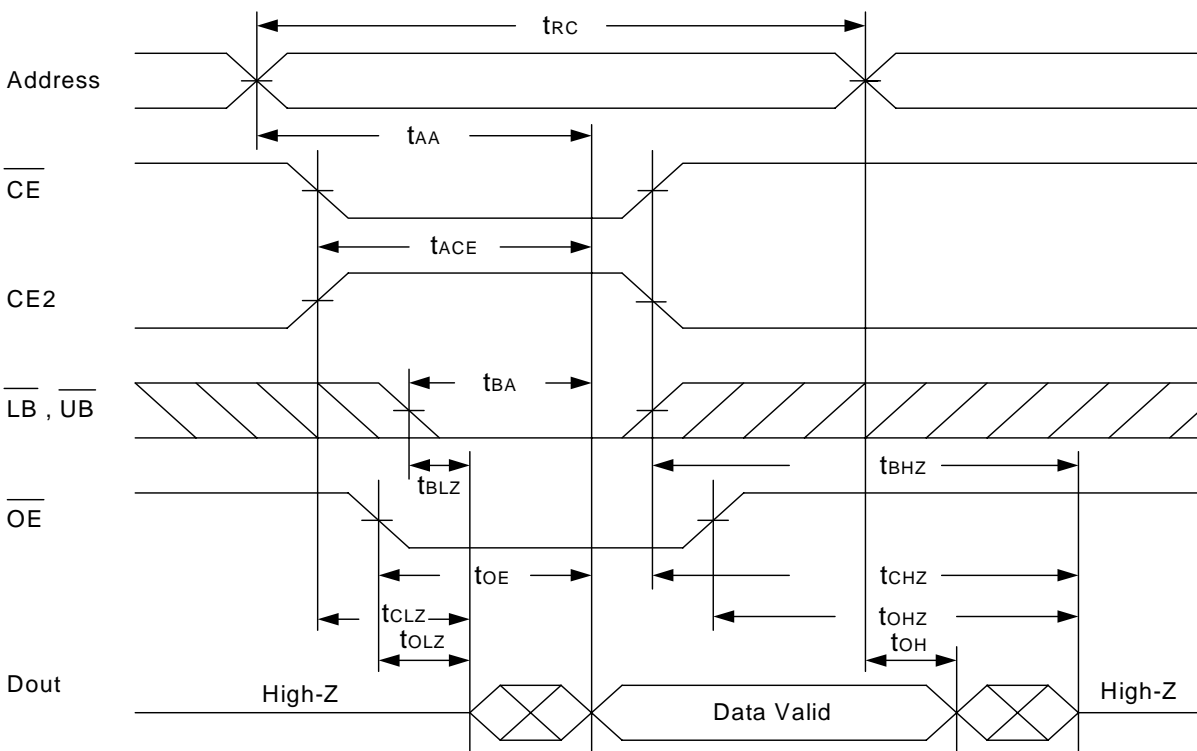 tRC
Address
tAA
CE
tACE
CE2
tBA
LB , UB
tBLZ
tBHZ
OE
tOE
tCHZ
tCLZ
tOHZ
tOLZ
tOH
Dout
High-Z
Data Valid
High-Z